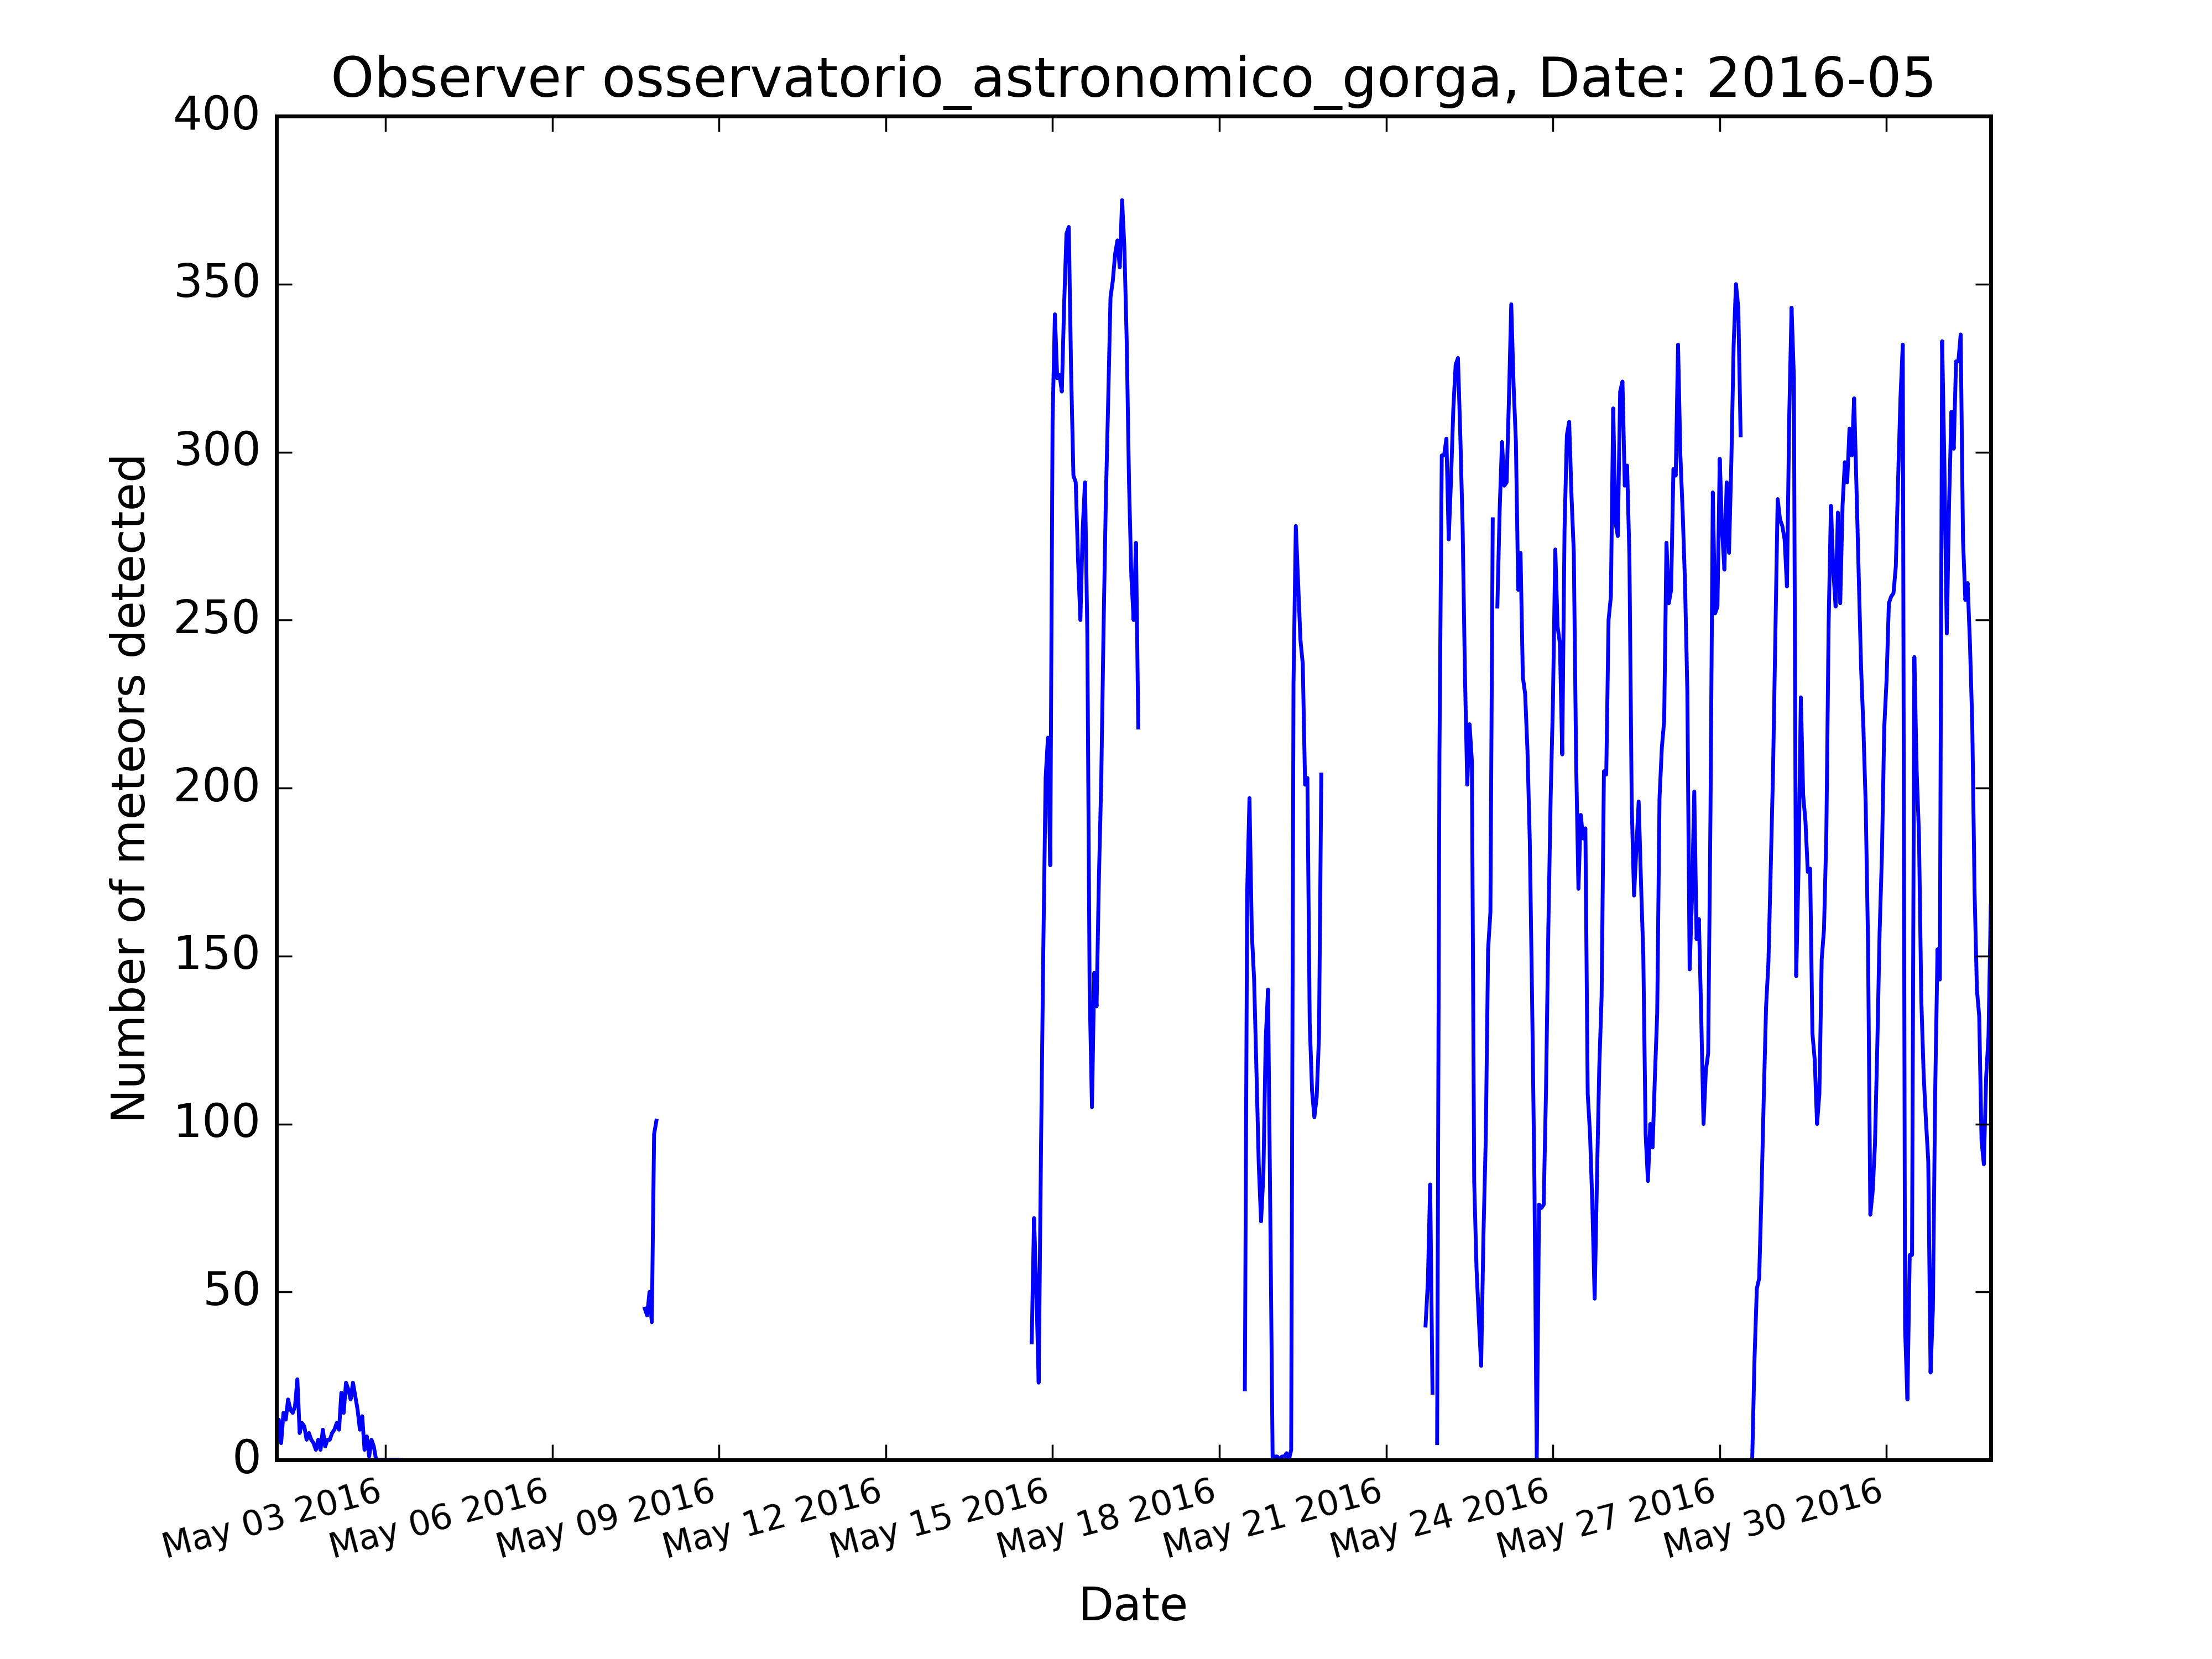 Observer osservatorio_astronomico_gorga, Date: 2016-05
400
350
300
250
200
150
100
50
0
Number of meteors detected
May 03 2016
May 06 2016
May 09 2016
May 12 2016
May 15 2016
May 18 2016
May 21 2016
May 24 2016
May 27 2016
May 30 2016
Date